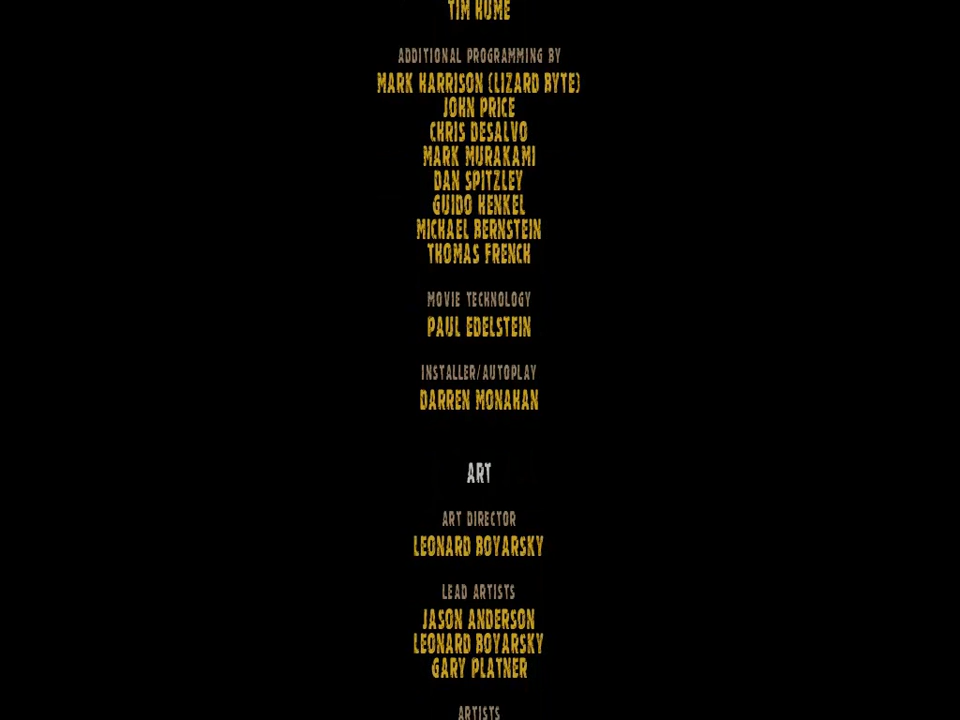 TIM HUME
ADDITIONAL PROGRAMMING BY
MARK HARRISON (LIZARD BYTE)
JOHN PRICE
CHRIS DESALVO
MARK MURAKAMI
DAN SPITZLEY
GUIDO HENKEL
MICHAEL BERNSTEIN
THOMAS FRENCH
MOVIE TECHNOLOGY
PAUL EDELSTEIN
INSTALLER/AUTOPLAY
DARREN MONAHAN
ART
ART DIRECTOR
LEONARD BOYARSKY
LEAD ARTISTS
JASON ANDERSON
LEONARD BOYARSKY
GARY PLATNER
ARTISTS